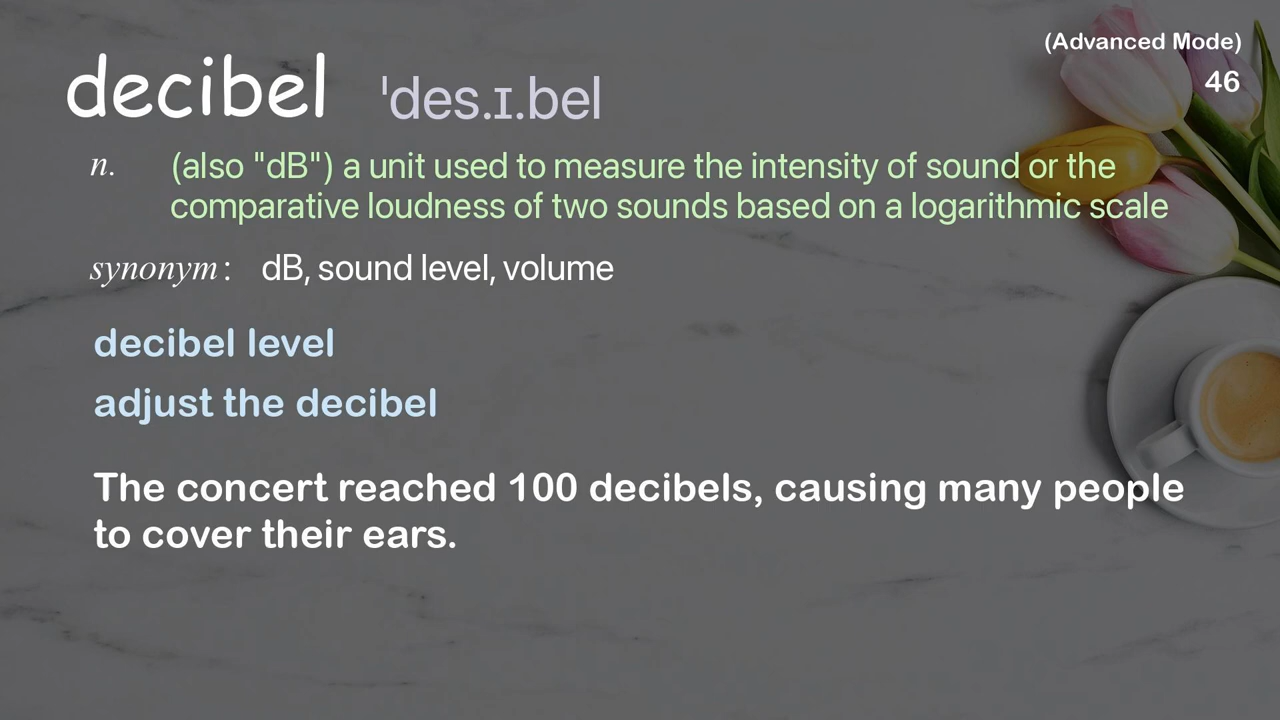 (Advanced Mode)
46
decibel ˈdes.ɪ.bel
n. (also "dB") a unit used to measure the intensity of sound or the
comparative loudness of two sounds based on a logarithmic scale
synonym: dB, sound level, volume
decibel level
adjust the decibel
The concert reached 100 decibels, causing many people
to cover their ears.